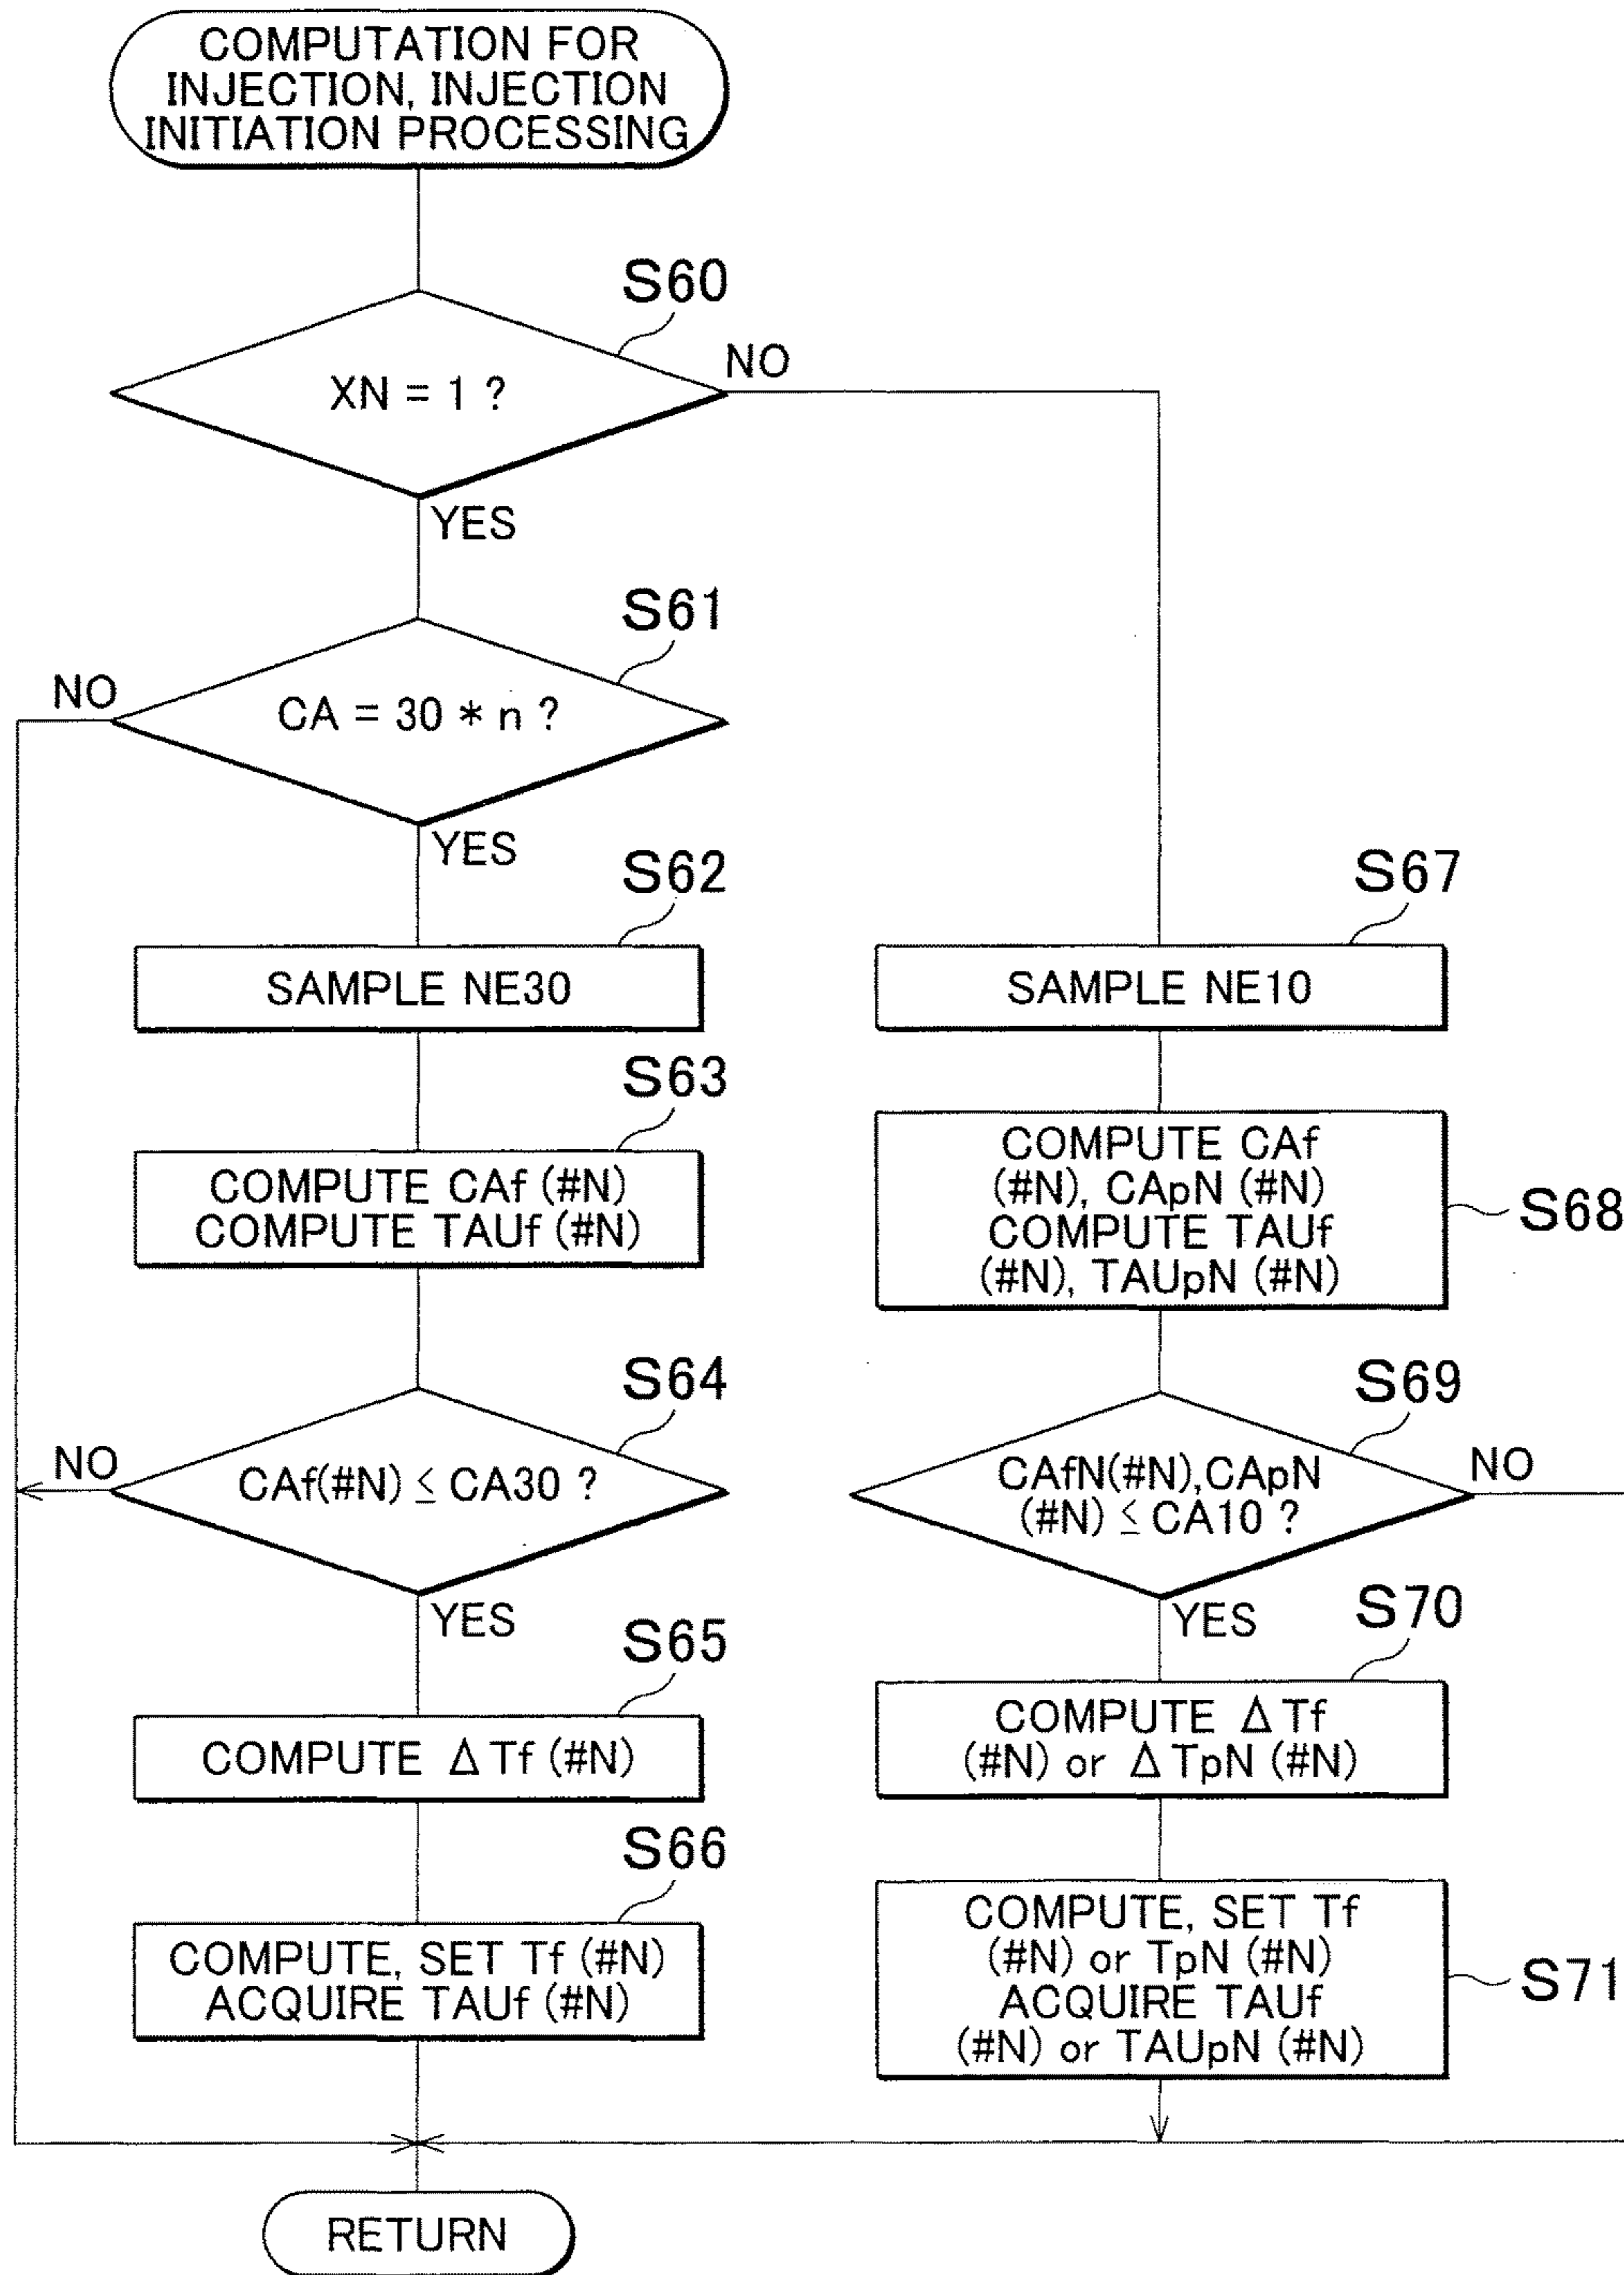 COMPUTATION FOR
INJECTION, INJECTION
INITIATION PROCESSING
S60
XN = 1 ?
NO
YES
S61
CA = 30 * n ?
NO
YES
S62
SAMPLE NE30
S63
COMPUTE CAf (#N)
COMPUTE TAUf (#N)
S64
CAf(#N) ≤ CA30 ?
NO
YES
S65
COMPUTE Δ Tf (#N)
S66
COMPUTE, SET Tf (#N)
ACQUIRE TAUf (#N)
S67
SAMPLE NE10
COMPUTE CAf
(#N), CApN (#N)
COMPUTE TAUf
(#N), TAUpN (#N)
S68
S69
CAfN(#N),CApN
(#N) ≤ CA10 ?
NO
YES
S70
COMPUTE Δ Tf
(#N) or Δ TpN (#N)
COMPUTE, SET Tf
(#N) or TpN (#N)
ACQUIRE TAUf
(#N) or TAUpN (#N)
S71
RETURN